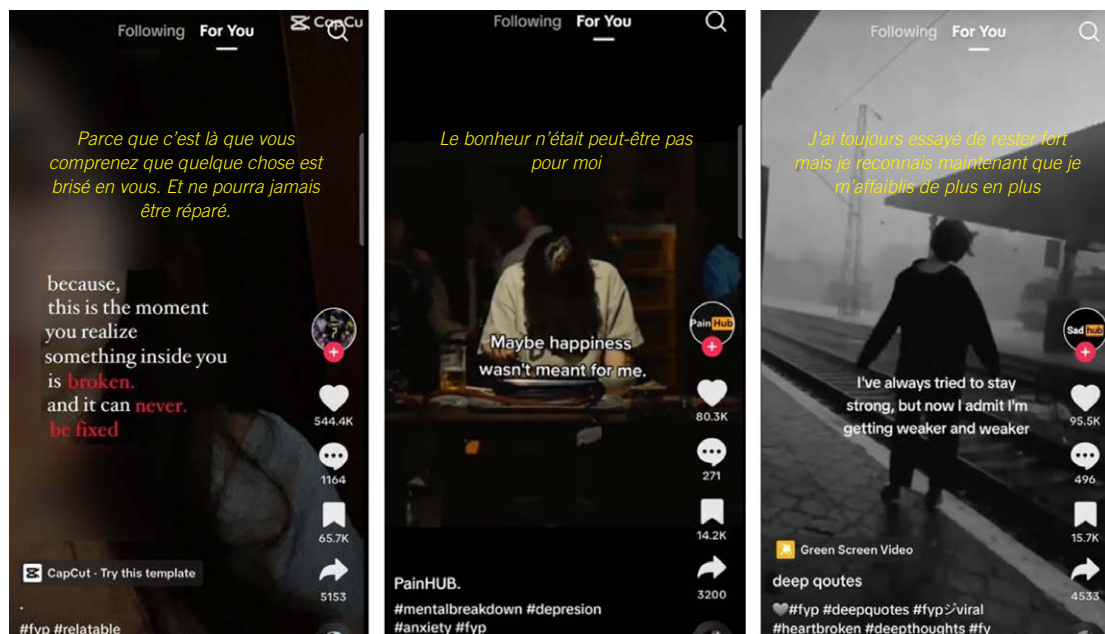 Following For You
CapCu
Parce que c'est là que vous
comprenez que quelque chose est
brisé en vous. Et ne pourra jamais
être réparé.
because,
this is the moment
you realize
something inside you
is broken.
and it can never.
be fixed
544.4K
1164
65.7K
CapCut · Try this template
5153
.
#fyp #relatable
Following For You
Le bonheur n'était peut-être pas
pour moi
Pain Hub
Maybe happiness
wasn't meant for me.
80.3K
271
14.2K
PainHUB.
3200
#mentalbreakdown #depresion
#anxiety #fyp
Following For You
J'ai toujours essayé de rester fort
mais je reconnais maintenant que je
m'affaiblis de plus en plus
Sad hub
I've always tried to stay
strong, but now I admit I'm
getting weaker and weaker
95.5K
496
15.7K
Green Screen Video
deep qoutes
4533
🩶#fyp #deepquotes #fypシviral
#heartbroken #deepthoughts #fy